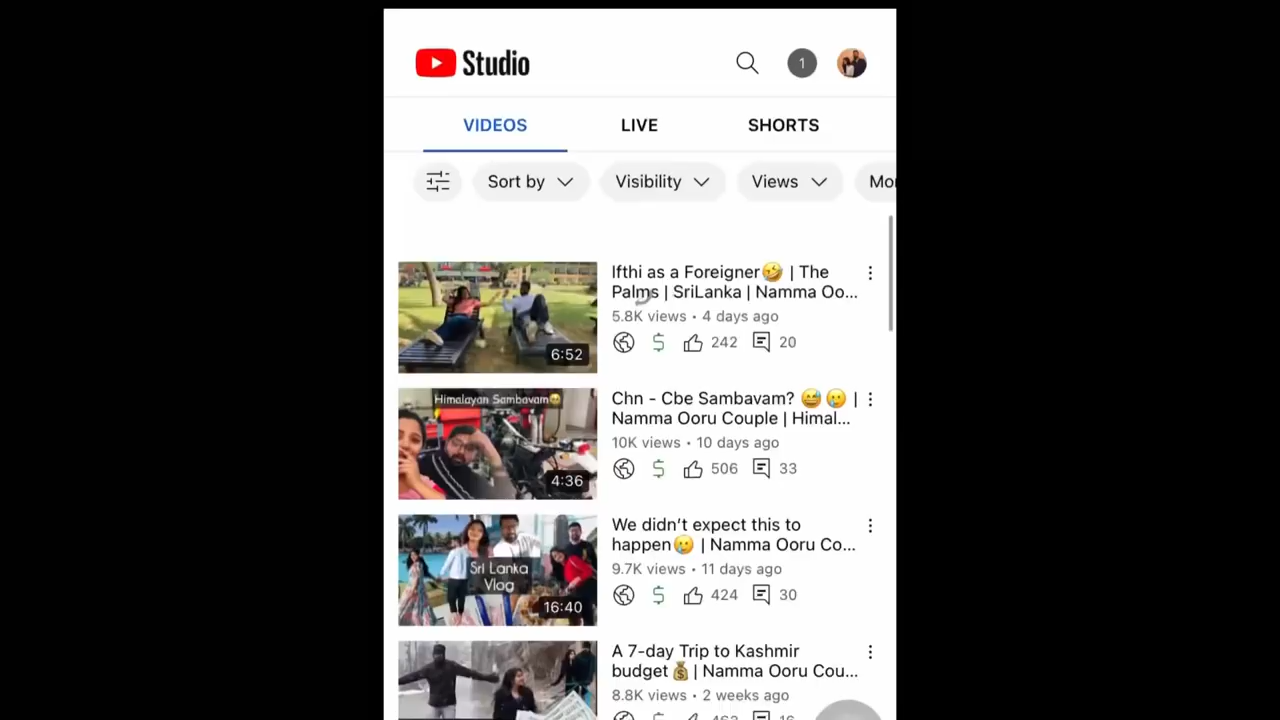 Studio
1
VIDEOS
LIVE
SHORTS
Sort by
Visibility
Views
Mo
Ifthi as a Foreigner🤣 | The
Palms | SriLanka | Namma Oo...
5.8K views • 4 days ago
242
20
6:52
Himalayan Sambavam🥲
Chn - Cbe Sambavam? 😅 🥲 |
Namma Ooru Couple | Himal...
10K views • 10 days ago
506
33
4:36
Sri Lanka
Vlog
We didn’t expect this to
happen🥲 | Namma Ooru Co...
9.7K views • 11 days ago
424
30
16:40
A 7-day Trip to Kashmir
budget💰| Namma Ooru Cou...
8.8K views • 2 weeks ago